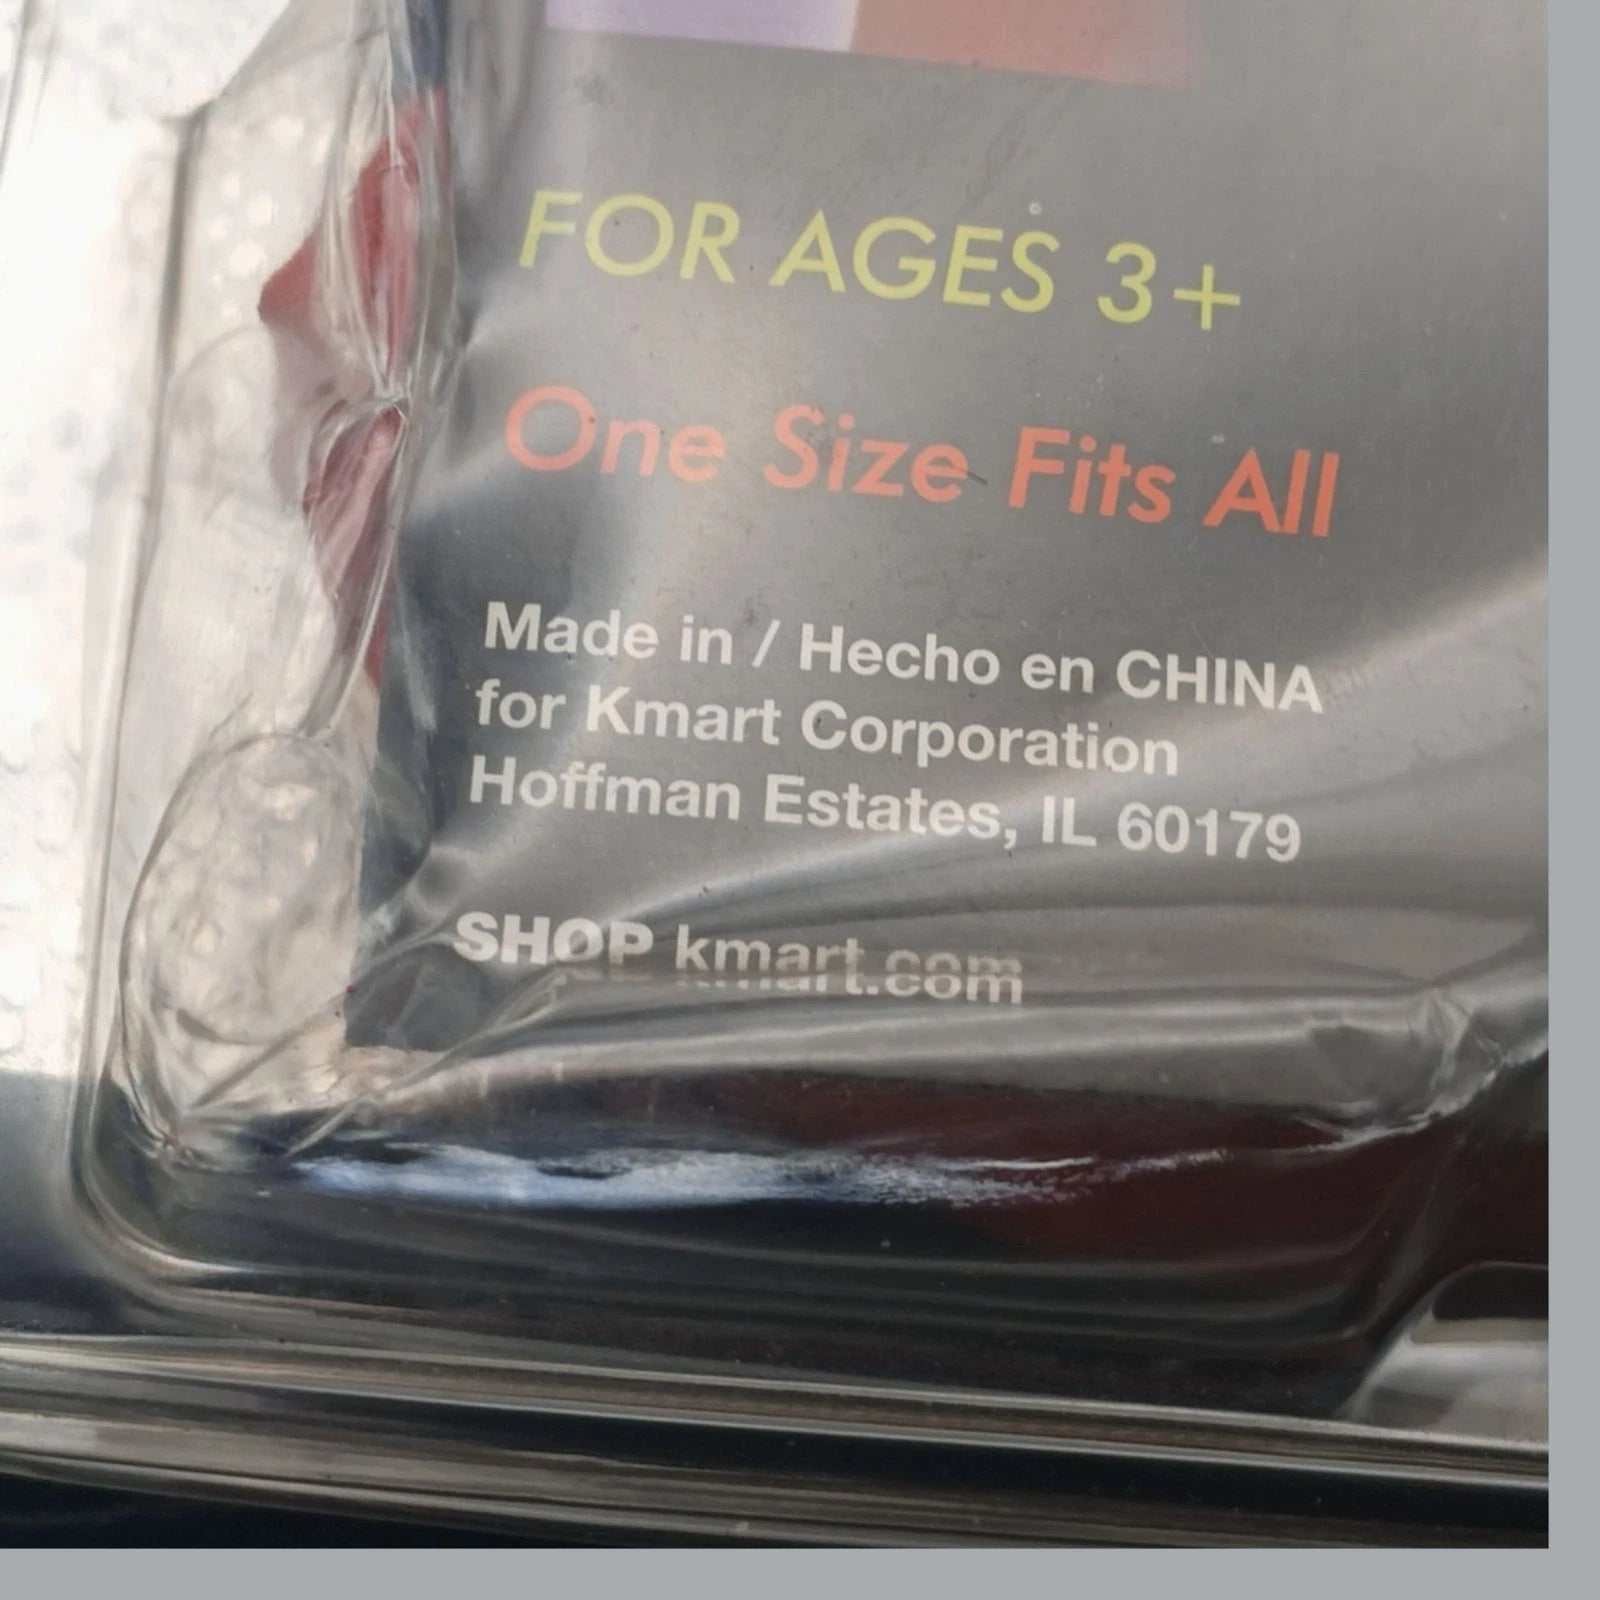 FOR AGES 3+
One Size Fits All
Made in / Hecho en CHINA
for Kmart Corporation
Hoffman Estates, IL 60179
SHOP kmart.com